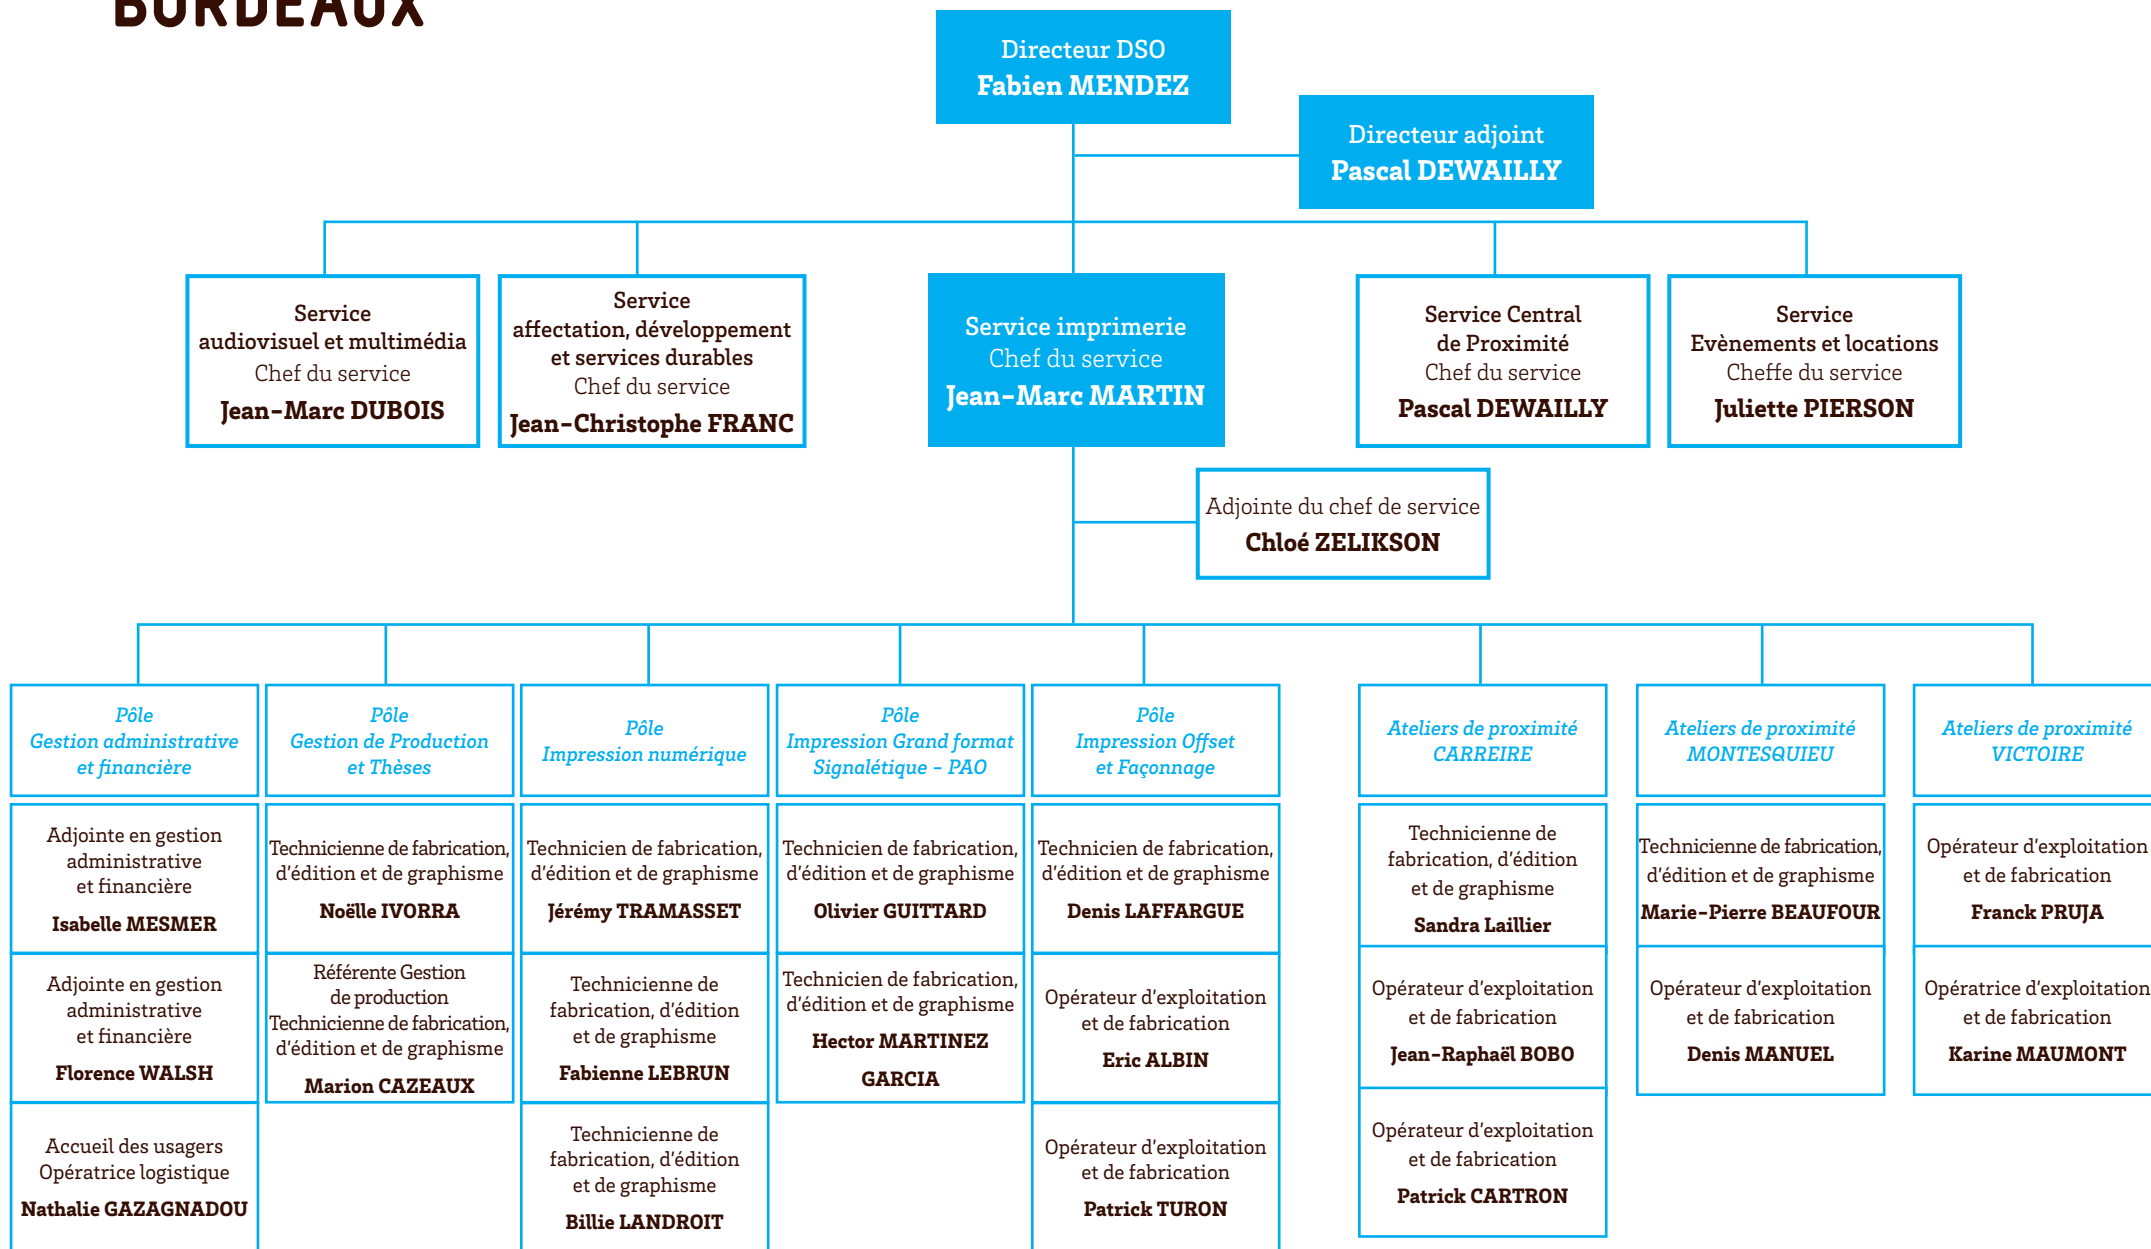 BORDEAUX
Directeur DSO
Fabien MENDEZ
Directeur adjoint
Pascal DEWAILLY
Service
audiovisuel et multimédia
Chef du service
Jean-Marc DUBOIS
Service
affectation, développement
et services durables
Chef du service
Jean-Christophe FRANC
Service imprimerie
Chef du service
Jean-Marc MARTIN
Service Central
de Proximité
Chef du service
Pascal DEWAILLY
Service
Evènements et locations
Cheffe du service
Juliette PIERSON
Adjointe du chef de service
Chloé ZELIKSON
Pôle
Gestion administrative
et financière
Adjointe en gestion
administrative
et financière
Isabelle MESMER
Adjointe en gestion
administrative
et financière
Florence WALSH
Accueil des usagers
Opératrice logistique
Nathalie GAZAGNADOU
Pôle
Gestion de Production
et Thèses
Technicienne de fabrication,
d'édition et de graphisme
Noëlle IVORRA
Référente Gestion
de production
Technicienne de fabrication,
d'édition et de graphisme
Marion CAZEAUX
Pôle
Impression numérique
Technicien de fabrication,
d'édition et de graphisme
Jérémy TRAMASSET
Technicienne de
fabrication, d'édition
et de graphisme
Fabienne LEBRUN
Technicienne de
fabrication, d'édition
et de graphisme
Billie LANDROIT
Pôle
Impression Grand format
Signalétique - PAO
Technicien de fabrication,
d'édition et de graphisme
Olivier GUITTARD
Technicien de fabrication,
d'édition et de graphisme
Hector MARTINEZ
GARCIA
Pôle
Impression Offset
et Façonnage
Technicien de fabrication,
d'édition et de graphisme
Denis LAFFARGUE
Opérateur d'exploitation
et de fabrication
Eric ALBIN
Opérateur d'exploitation
et de fabrication
Patrick TURON
Ateliers de proximité
CARREIRE
Technicienne de
fabrication, d'édition
et de graphisme
Sandra Laillier
Opérateur d'exploitation
et de fabrication
Jean-Raphaël BOBO
Opérateur d'exploitation
et de fabrication
Patrick CARTRON
Ateliers de proximité
MONTESQUIEU
Technicienne de fabrication,
d'édition et de graphisme
Marie-Pierre BEAUFOUR
Opérateur d'exploitation
et de fabrication
Denis MANUEL
Ateliers de proximité
VICTOIRE
Opérateur d'exploitation
et de fabrication
Franck PRUJA
Opératrice d'exploitation
et de fabrication
Karine MAUMONT